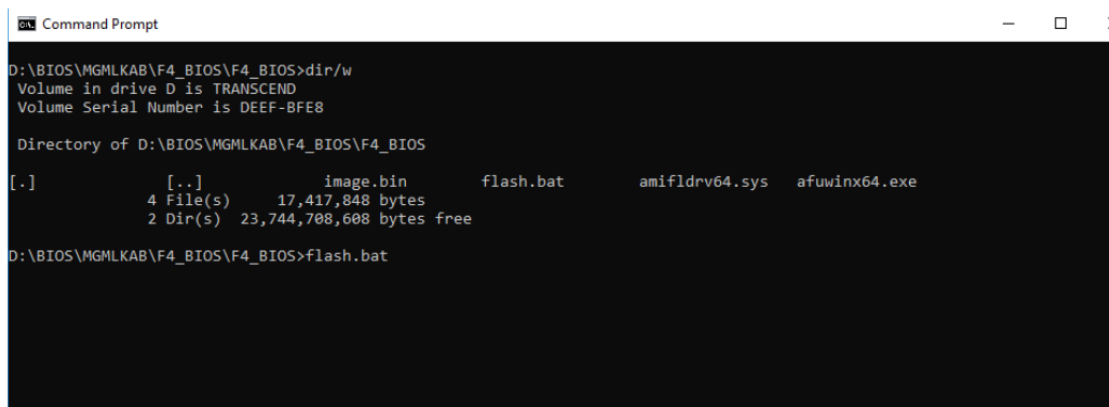 Command Prompt
D:\BIOS\MGMLKAB\F4_BIOS\F4_BIOS>dir/w
Volume in drive D is TRANSCEND
Volume Serial Number is DEEF-BFE8
Directory of D:\BIOS\MGMLKAB\F4_BIOS\F4_BIOS
[.] [..] image.bin flash.bat amifldrv64.sys afuwinx64.exe
4 File(s) 17,417,848 bytes
2 Dir(s) 23,744,708,608 bytes free
D:\BIOS\MGMLKAB\F4_BIOS\F4_BIOS>flash.bat